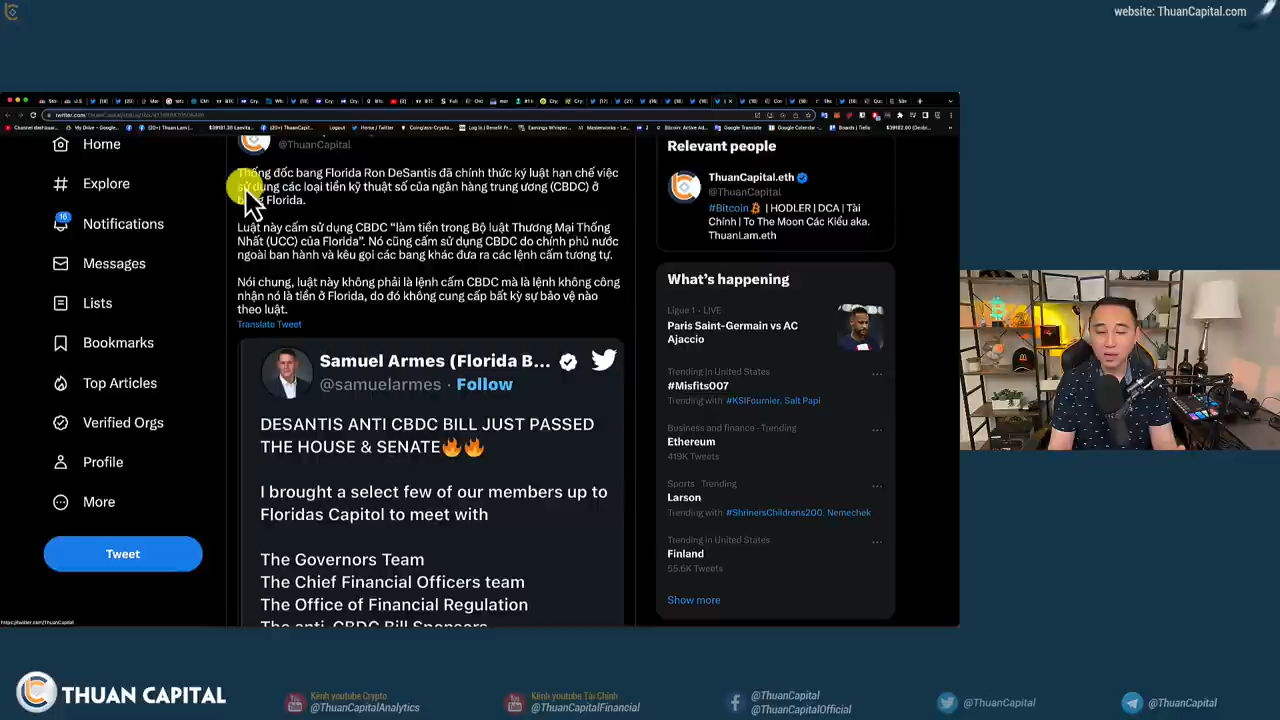 website: ThuanCapital.com
Home
Explore
16
Notifications
Messages
Lists
Bookmarks
Top Articles
Verified Orgs
Profile
More
Tweet
@ThuanCapital
Thống đốc bang Florida Ron DeSantis đã chính thức ký luật hạn chế việc
sử dụng các loại tiền kỹ thuật số của ngân hàng trung ương (CBDC) ở
Florida.
Luật này cấm sử dụng CBDC “làm tiền trong Bộ luật Thương Mại Thống
Nhất (UCC) của Florida”. Nó cũng cấm sử dụng CBDC do chính phủ nước
ngoài ban hành và kêu gọi các bang khác đưa ra các lệnh cấm tương tự.
Nói chung, luật này không phải là lệnh cấm CBDC mà là lệnh không công
nhận nó là tiền ở Florida, do đó không cung cấp bất kỳ sự bảo vệ nào
theo luật.
Translate Tweet
Samuel Armes (Florida B...
@samuelarmes · Follow
DESANTIS ANTI CBDC BILL JUST PASSED
THE HOUSE & SENATE🔥🔥
I brought a select few of our members up to
Floridas Capitol to meet with
The Governors Team
The Chief Financial Officers team
The Office of Financial Regulation
The anti-CBDC Bill Sponsors
Relevant people
ThuanCapital.eth
@ThuanCapital
#Bitcoin | HODLER | DCA | Tài
Chính | To The Moon Các Kiểu aka.
ThuanLam.eth
What's happening
Ligue 1 · LIVE
Paris Saint-Germain vs AC
Ajaccio
Trending in United States
#Misfits007
Trending with #KSIFournier, Salt Papi
Business and finance · Trending
Ethereum
419K Tweets
Sports · Trending
Larson
Trending with #ShrinersChildrens200, Nemechek
Trending in United States
Finland
55.6K Tweets
Show more
https://twitter.com/ThuanCapital
THUAN CAPITAL
Kênh youtube Crypto
@ThuanCapitalAnalytics
Kênh youtube Tài Chính
@ThuanCapitalFinancial
@ThuanCapital
@ThuanCapitalOfficial
@ThuanCapital
@ThuanCapital